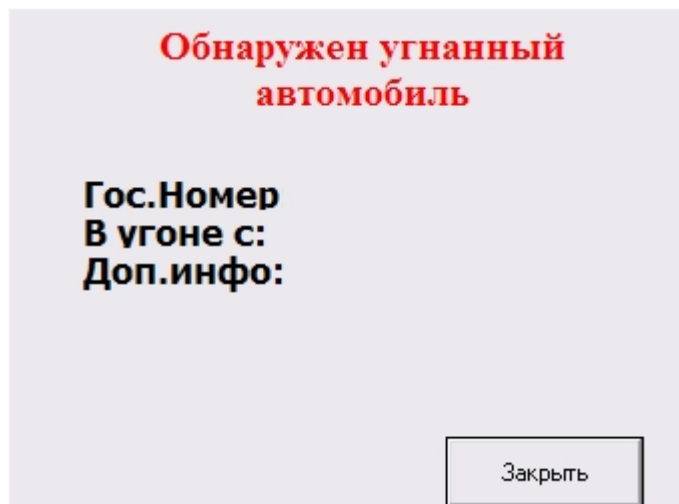 Обнаружен угнанный
автомобиль
Гос.Номер
В угоне с:
Доп.инфо:
Закрыть